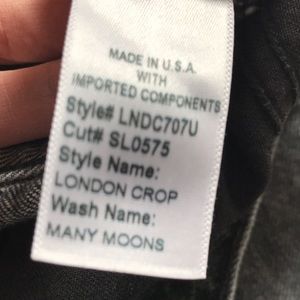 MADE IN U.S.A.
WITH
IMPORTED COMPONENTS
Style# LNDC707U
Cut# SL0575
Style Name:
LONDON CROP
Wash Name:
MANY MOONS